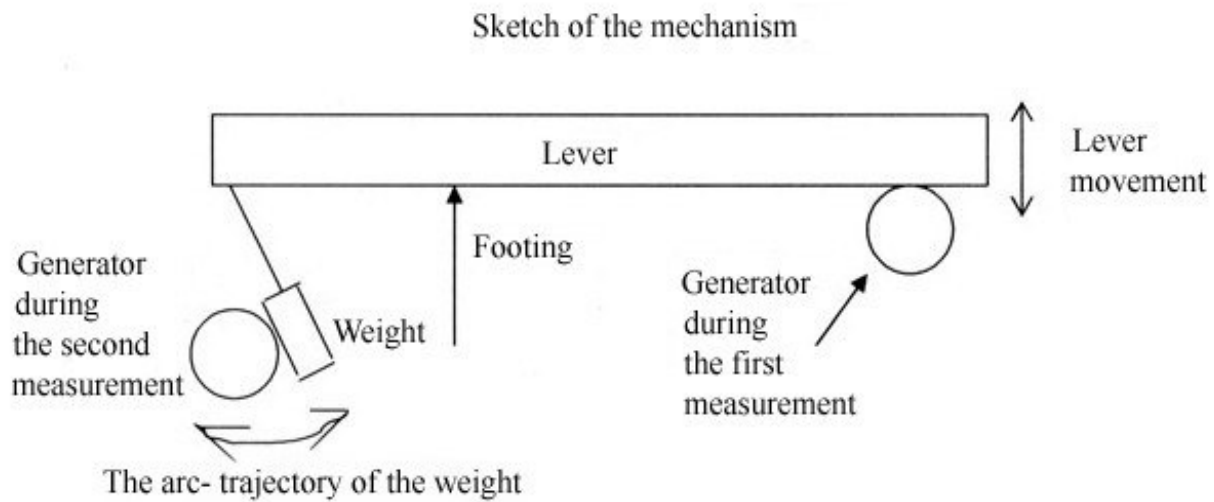 Sketch of the mechanism
Lever
Lever
movement
Footing
Generator
during
the second
measurement
Weight
Generator
during
the first
measurement
The arc- trajectory of the weight